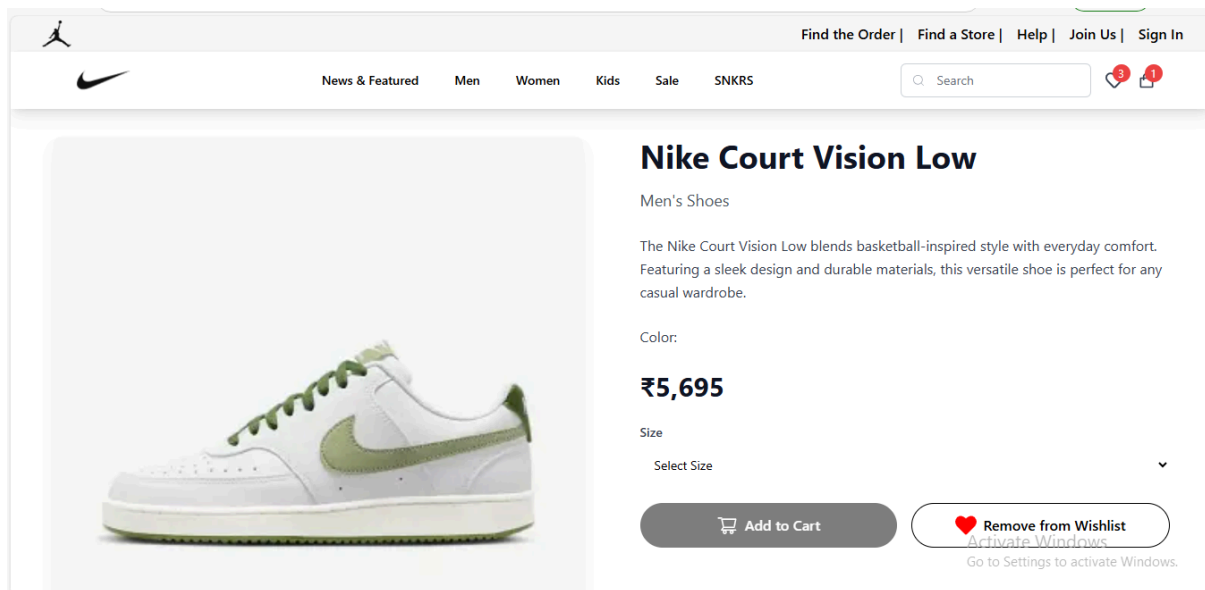 Find the Order | Find a Store | Help | Join Us | Sign In
News & Featured Men Women Kids Sale SNKRS Search 3 1
Nike Court Vision Low
Men's Shoes
The Nike Court Vision Low blends basketball-inspired style with everyday comfort.
Featuring a sleek design and durable materials, this versatile shoe is perfect for any
casual wardrobe.
Color:
₹5,695
Size
Select Size
Add to Cart Remove from Wishlist
Activate Windows
Go to Settings to activate Windows.